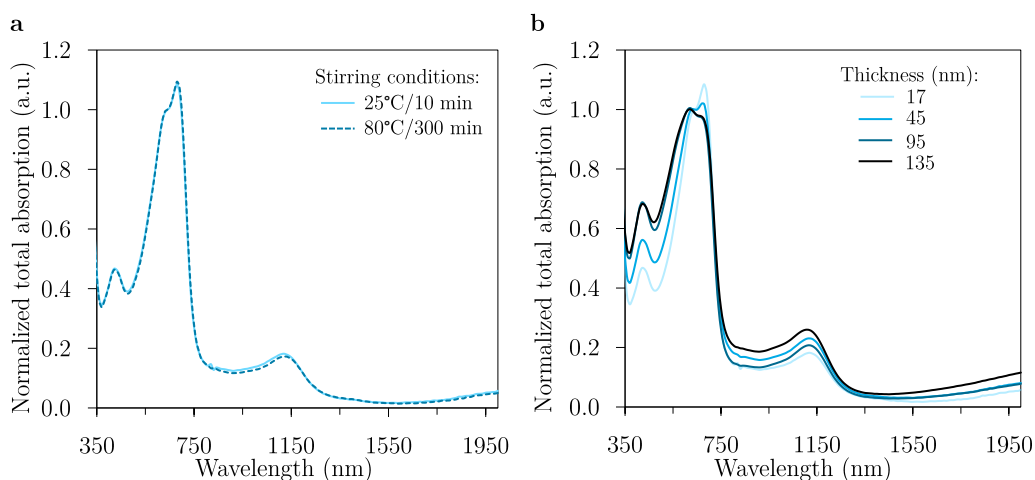 a
Normalized total absorption (a.u.)
1.2
1.0
0.8
0.6
0.4
0.2
0.0
Stirring conditions:
25°C/10 min
80°C/300 min
350 750 1150 1550 1950
Wavelength (nm)
b
Normalized total absorption (a.u.)
1.2
1.0
0.8
0.6
0.4
0.2
0.0
Thickness (nm):
17
45
95
135
350 750 1150 1550 1950
Wavelength (nm)